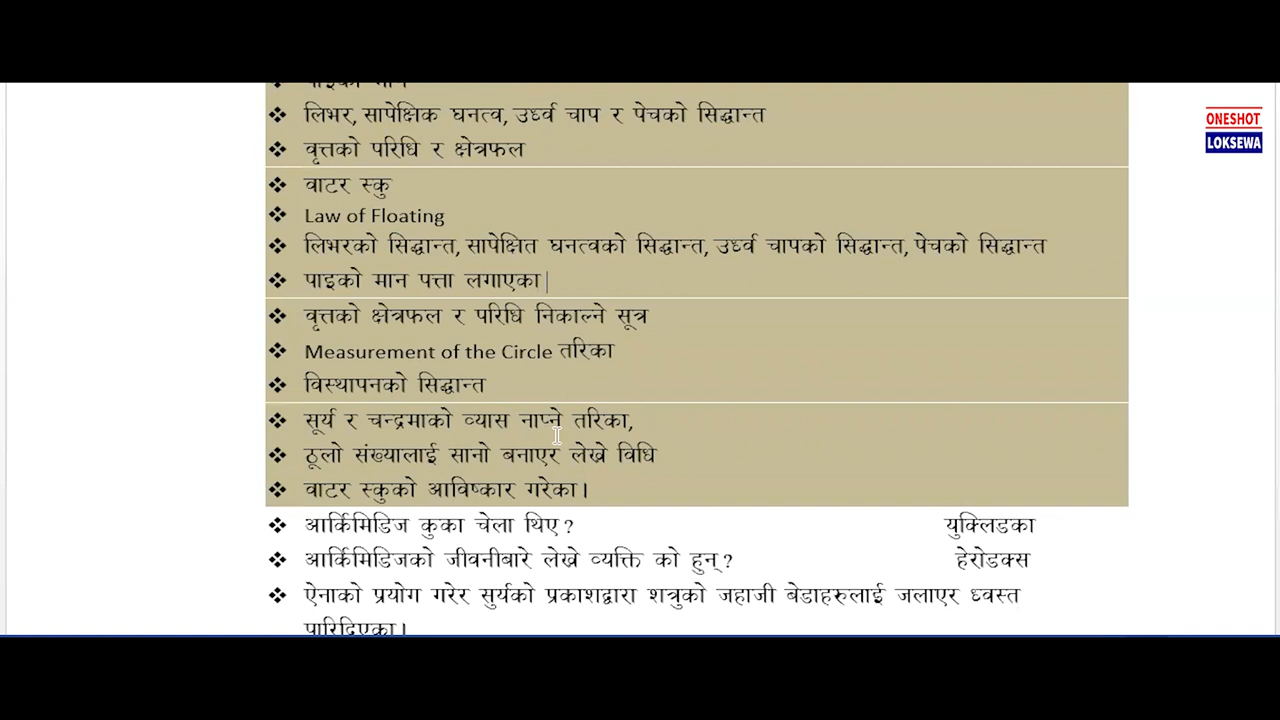 पाइको मान
❖ लिभर, सापेक्षिक घनत्व, उर्ध्व चाप र पेचको सिद्धान्त
ONESHOT
LOKSEWA
❖ वृत्तको परिधि र क्षेत्रफल
❖ वाटर स्कु
❖ Law of Floating
❖ लिभरको सिद्धान्त, सापेक्षित घनत्वको सिद्धान्त, उर्ध्व चापको सिद्धान्त, पेचको सिद्धान्त
❖ पाइको मान पत्ता लगाएका
❖ वृत्तको क्षेत्रफल र परिधि निकाल्ने सूत्र
❖ Measurement of the Circle तरिका
❖ विस्थापनको सिद्धान्त
❖ सूर्य र चन्द्रमाको व्यास नाप्ने तरिका,
❖ ठूलो संख्यालाई सानो बनाएर लेख्ने विधि
❖ वाटर स्कुको आविष्कार गरेका।
❖ आर्किमिडिज कुका चेला थिए? युक्लिडका
❖ आर्किमिडिजको जीवनीबारे लेख्ने व्यक्ति को हुन्? हेरोडक्स
❖ ऐनाको प्रयोग गरेर सुर्यको प्रकाशद्वारा शत्रुको जहाजी बेडाहरुलाई जलाएर ध्वस्त
पारिदिएका।